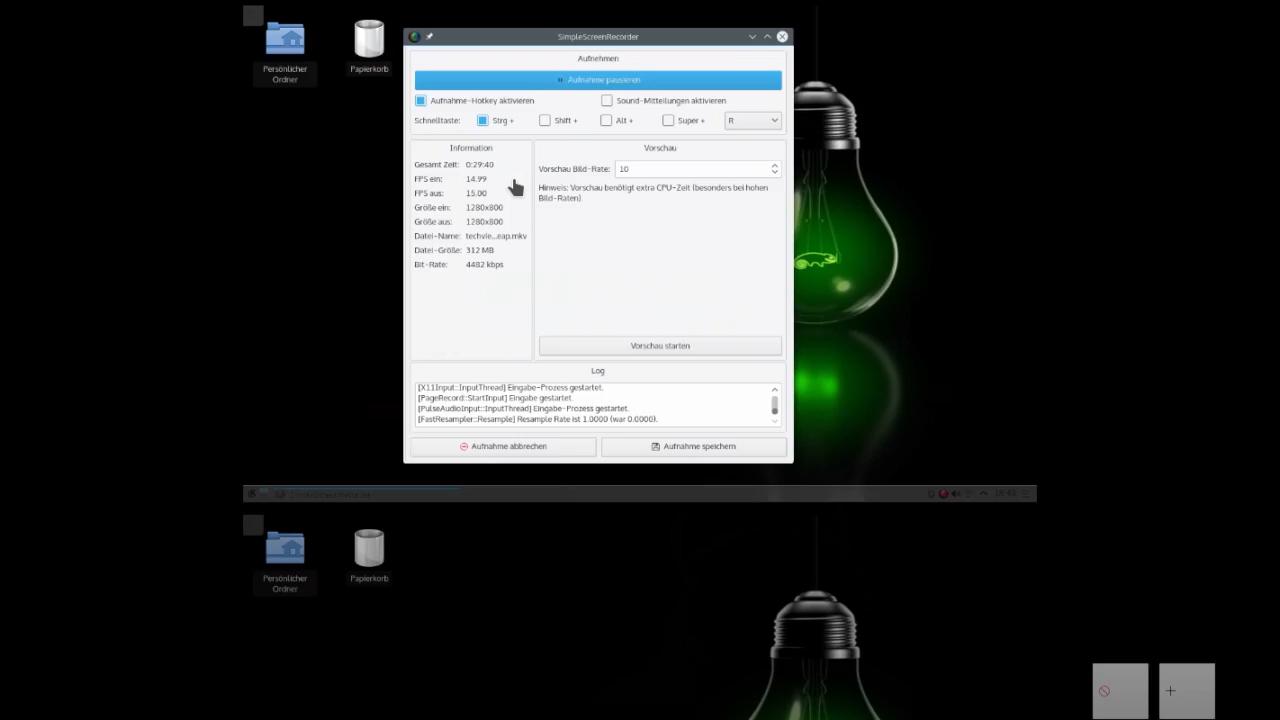 SimpleScreenRecorder
Persönlicher
Ordner
Papierkorb
Aufnehmen
Aufnahme pausieren
Aufnahme-Hotkey aktivieren
Sound-Mitteilungen aktivieren
Schnelltaste: Strg + Shift + Alt + Super + R
Information
Gesamt Zeit: 0:29:40
FPS ein: 14.99
FPS aus: 15.00
Größe ein: 1280x800
Größe aus: 1280x800
Datei-Name: techvie...eap.mkv
Datei-Größe: 312 MB
Bit-Rate: 4482 kbps
Vorschau
Vorschau Bild-Rate: 10
Hinweis: Vorschau benötigt extra CPU-Zeit (besonders bei hohen
Bild-Raten).
Vorschau starten
Log
[X11Input::InputThread] Eingabe-Prozess gestartet.
[PageRecord::StartInput] Eingabe gestartet.
[PulseAudioInput::InputThread] Eingabe-Prozess gestartet.
[FastResampler::Resample] Resample Rate ist 1.0000 (war 0.0000).
Aufnahme abbrechen
Aufnahme speichern
SimpleScreenRecorder
Persönlicher
Ordner
Papierkorb